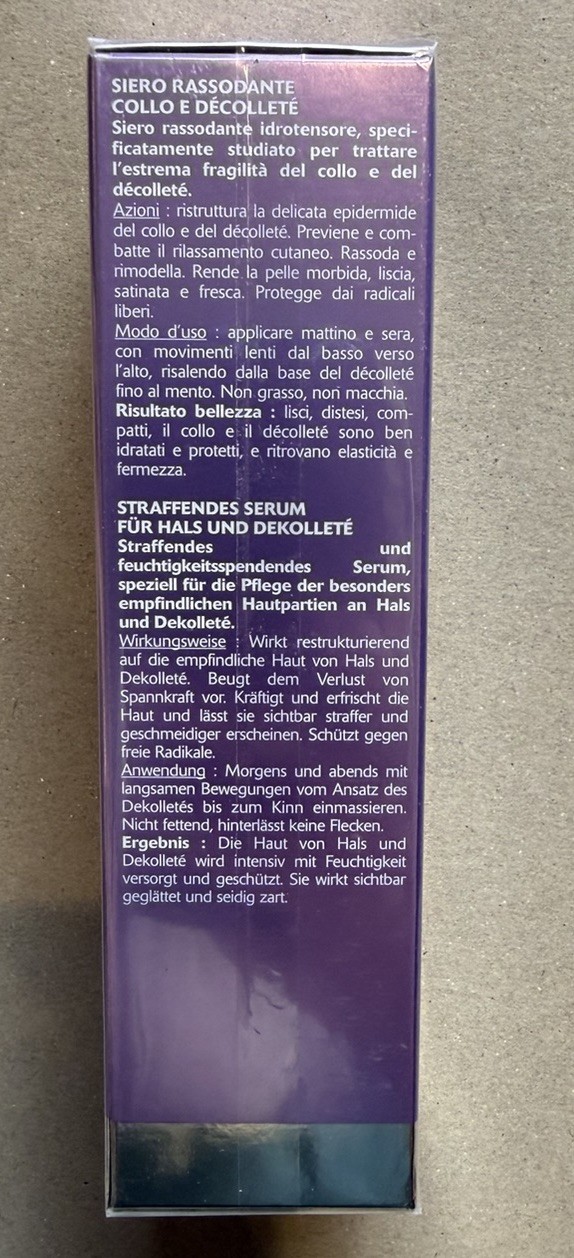 SIERO RASSODANTE
COLLO E DÉCOLLETÉ
Siero rassodante idrotensore, speci-
ficatamente studiato per trattare
l'estrema fragilità del collo e del
décolleté.
Azioni : ristruttura la delicata epidermide
del collo e del décolleté. Previene e com-
batte il rilassamento cutaneo. Rassoda e
rimodella. Rende la pelle morbida, liscia,
satinata e fresca. Protegge dai radicali
liberi.
Modo d'uso : applicare mattino e sera,
con movimenti lenti dal basso verso
l'alto, risalendo dalla base del décolleté
fino al mento. Non grasso, non macchia.
Risultato bellezza : lisci, distesi, com-
patti, il collo e il décolleté sono ben
idratati e protetti, e ritrovano elasticità e
fermezza.
STRAFFENDES SERUM
FÜR HALS UND DEKOLLETÉ
Straffendes und
feuchtigkeitsspendendes Serum,
speziell für die Pflege der besonders
empfindlichen Hautpartien an Hals
und Dekolleté.
Wirkungsweise : Wirkt restrukturierend
auf die empfindliche Haut von Hals und
Dekolleté. Beugt dem Verlust von
Spannkraft vor. Kräftigt und erfrischt die
Haut und lässt sie sichtbar straffer und
geschmeidiger erscheinen. Schützt gegen
freie Radikale.
Anwendung : Morgens und abends mit
langsamen Bewegungen vom Ansatz des
Dekolletés bis zum Kinn einmassieren.
Nicht fettend, hinterlässt keine Flecken.
Ergebnis : Die Haut von Hals und
Dekolleté wird intensiv mit Feuchtigkeit
versorgt und geschützt. Sie wirkt sichtbar
geglättet und seidig zart.